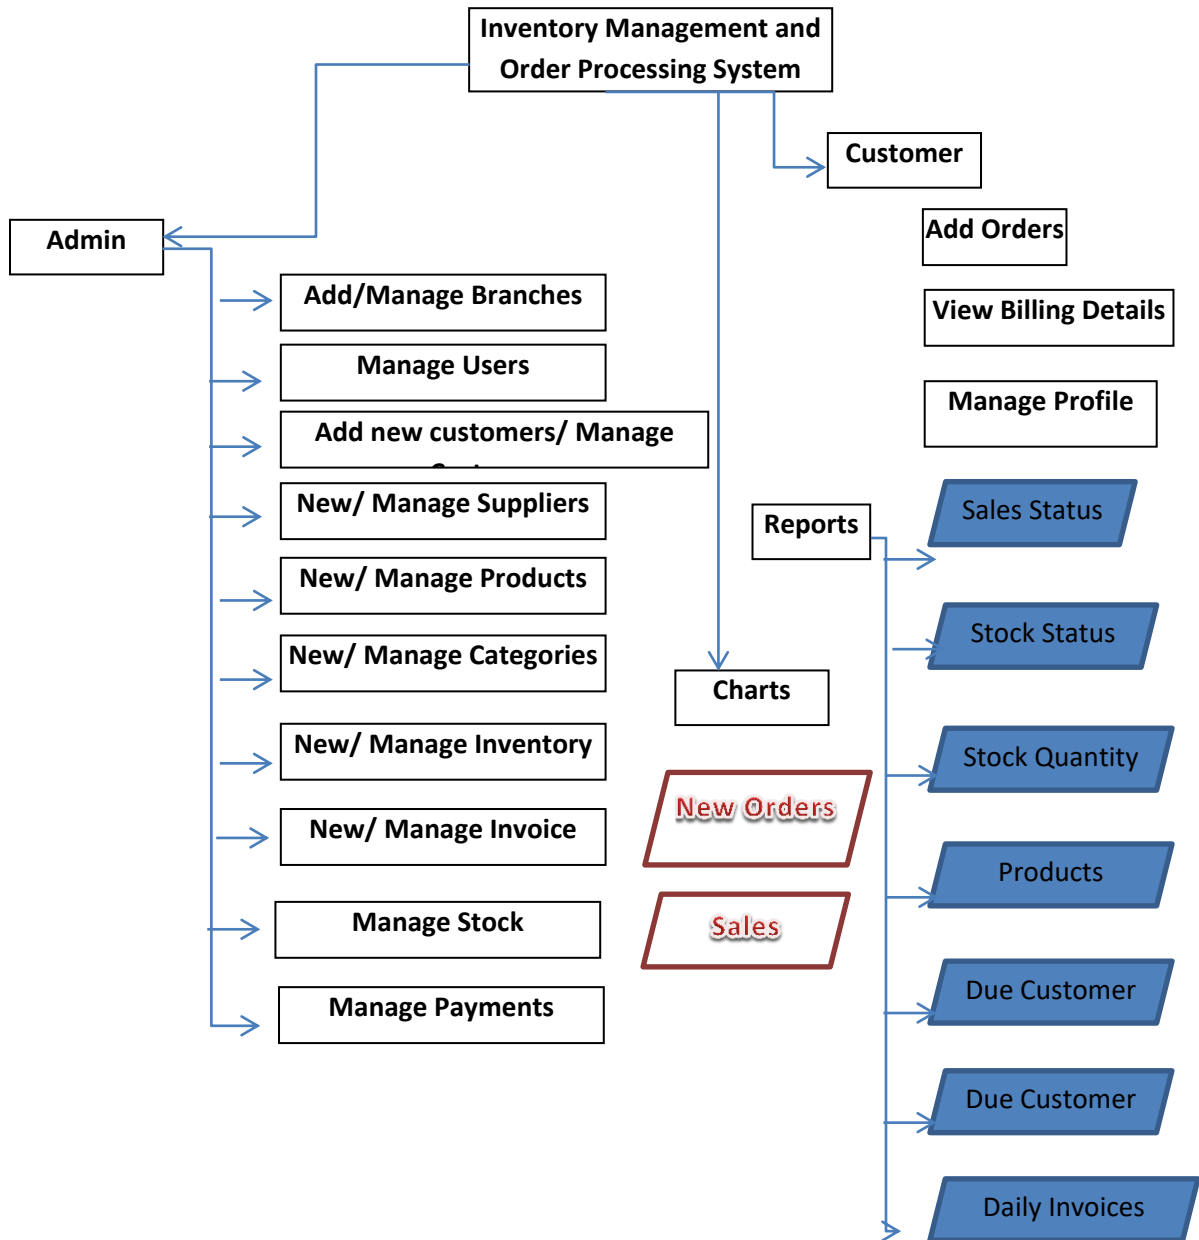 Inventory Management and
Order Processing System
Customer
Admin
Add Orders
Add/Manage Branches
View Billing Details
Manage Users
Manage Profile
Add new customers/ Manage
New/ Manage Suppliers
Reports
Sales Status
New/ Manage Products
Stock Status
New/ Manage Categories
Charts
New/ Manage Inventory
Stock Quantity
New Orders
New/ Manage Invoice
Products
Manage Stock
Sales
Manage Payments
Due Customer
Due Customer
Daily Invoices